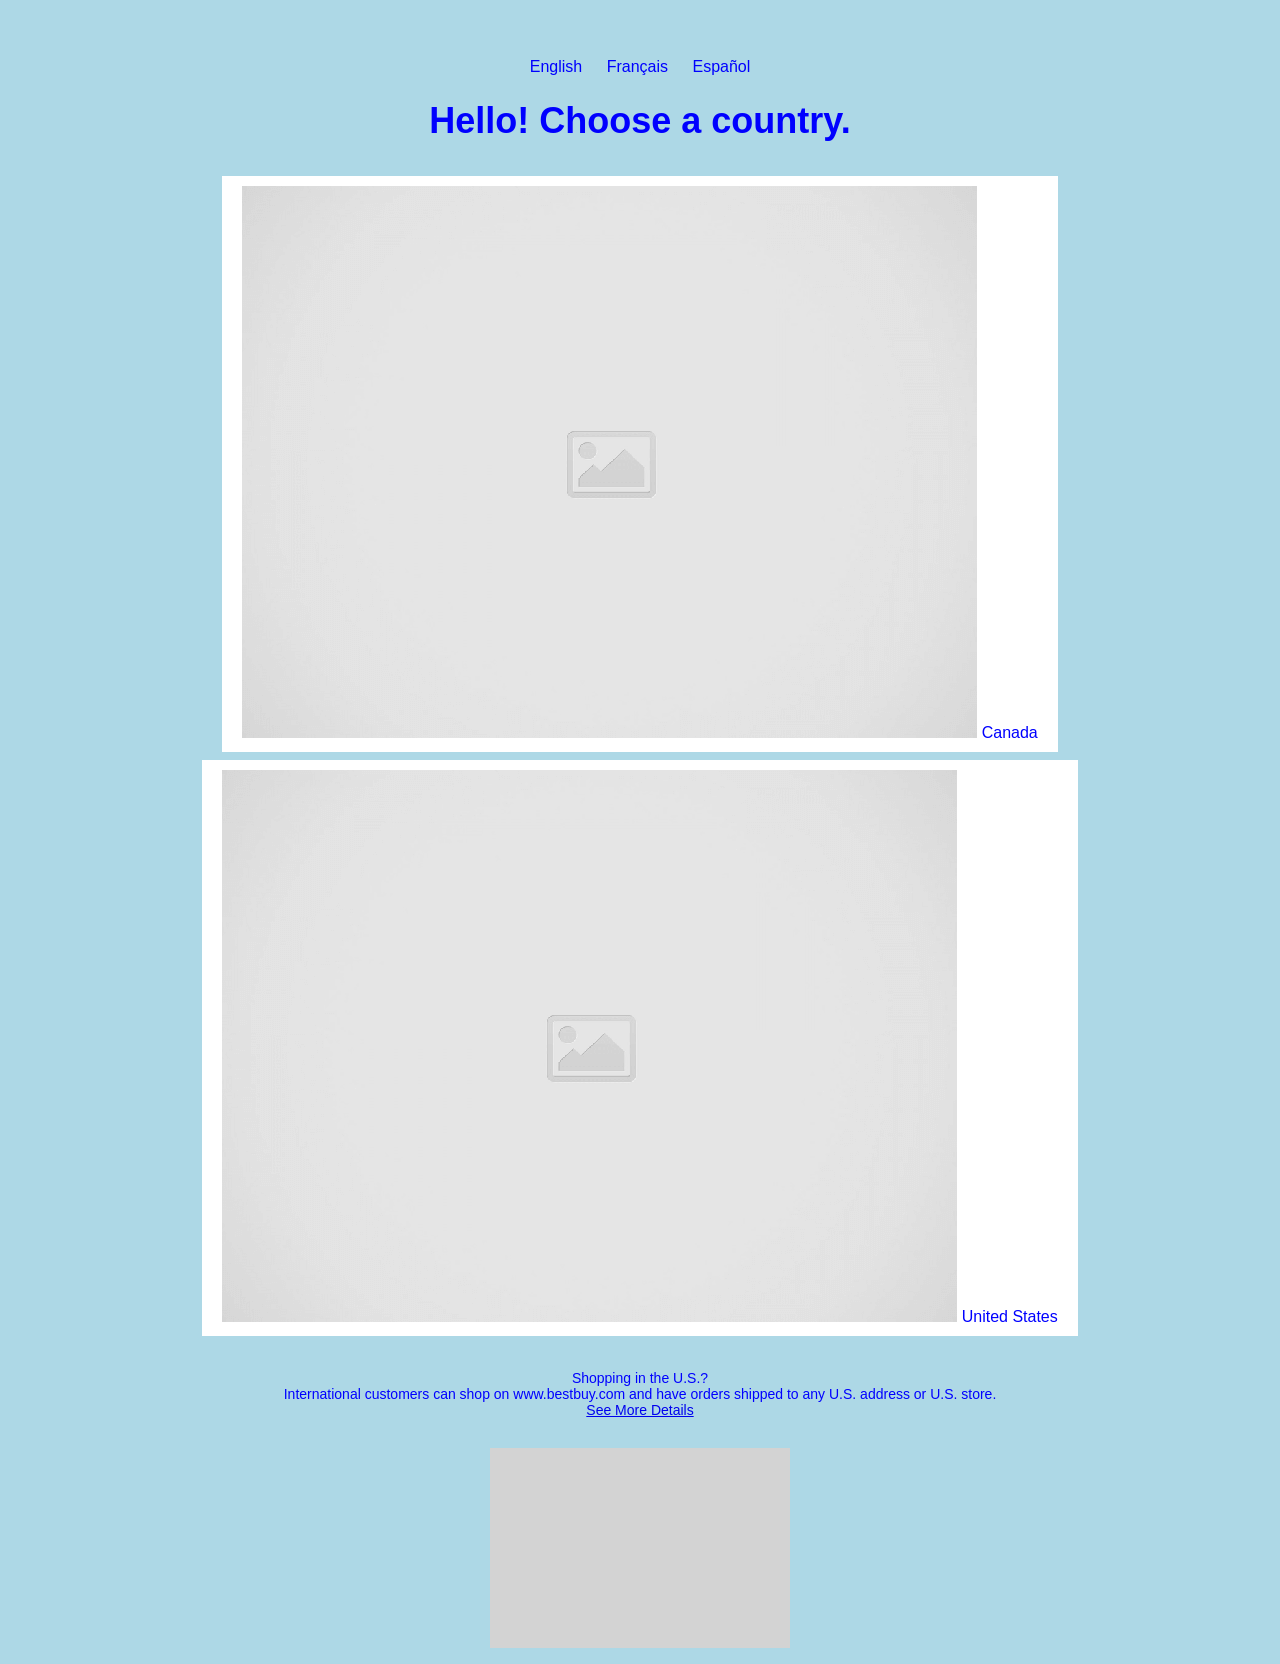 English Français Español
Hello! Choose a country.
Canada
United States
Shopping in the U.S.?
International customers can shop on www.bestbuy.com and have orders shipped to any U.S. address or U.S. store.
See More Details